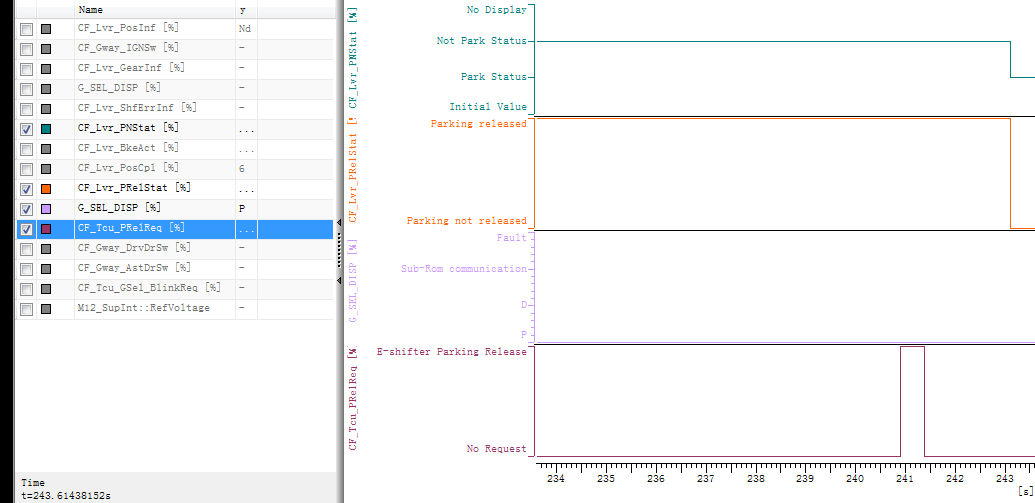 Name y
CF_Lvr_PosInf [%] Nd
CF_Gway_IGNSw [%] -
CF_Lvr_GearInf [%] -
G_SEL_DISP [%] -
CF_Lvr_ShfErrInf [%] -
CF_Lvr_PNStat [%] ...
CF_Lvr_BkeAct [%] ...
CF_Lvr_PosCpl [%] 6
CF_Lvr_PRelStat [%] ...
G_SEL_DISP [%] P
CF_Tcu_PRelReq [%] ...
CF_Gway_DrvDrSw [%] -
CF_Gway_AstDrSw [%] -
CF_Tcu_GSel_BlinkReq [%] -
M12_SupInt::RefVoltage -
Time
t=243.61438152s
CF_Lvr_PNStat [%]
No Display
Not Park Status
Park Status
Initial Value
CF_Lvr_PRelStat [%]
Parking released
Parking not released
G_SEL_DISP [%]
Fault
Sub-Rom communication
D
P
CF_Tcu_PRelReq [%]
E-shifter Parking Release
No Request
234 235 236 237 238 239 240 241 242 243
[s]